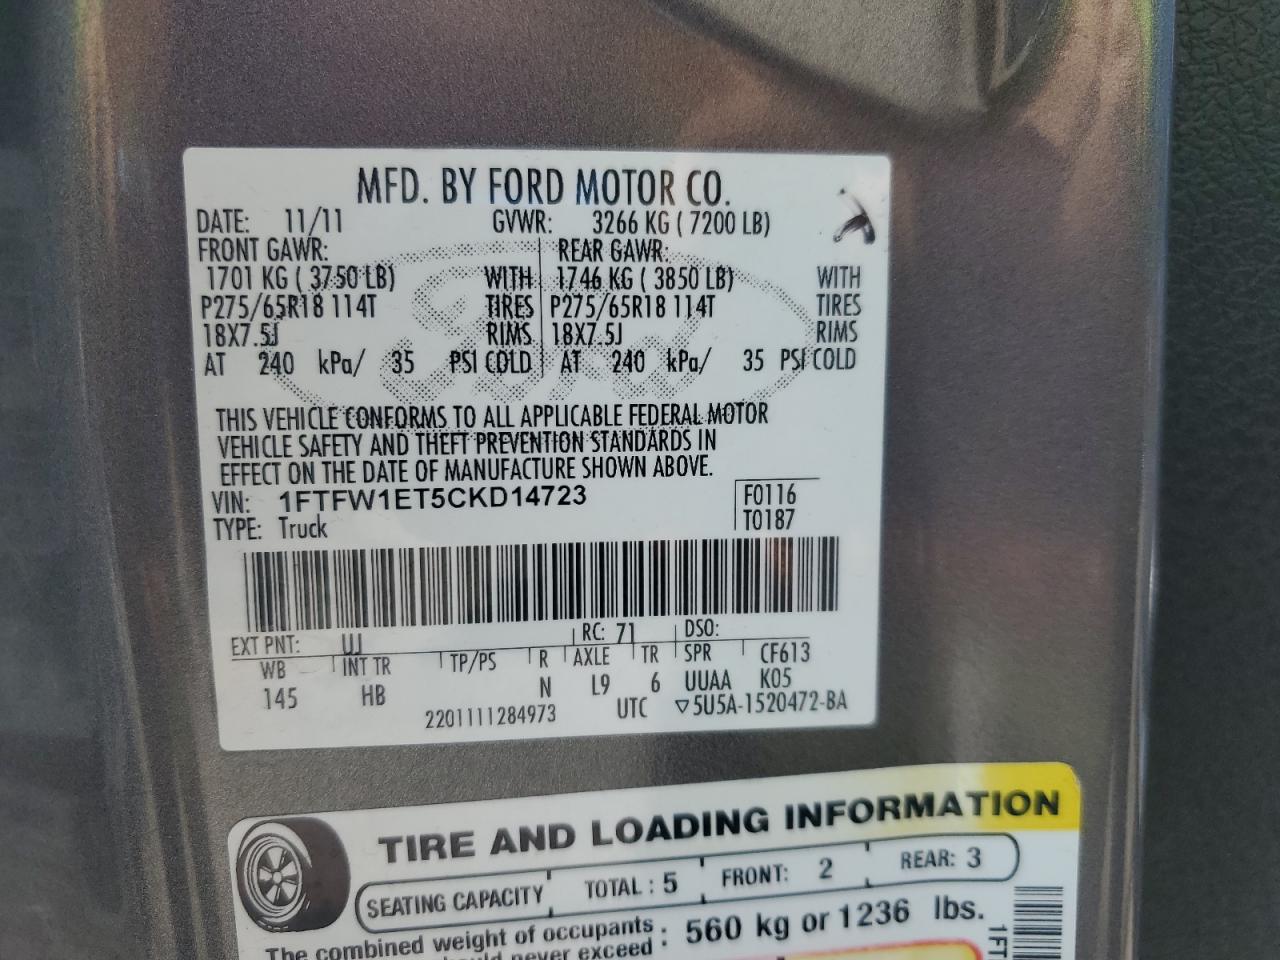 MFD. BY FORD MOTOR CO.
DATE: 11/11 GVWR: 3266 KG ( 7200 LB)
FRONT GAWR: REAR GAWR:
1701 KG ( 3750 LB) WITH 1746 KG ( 3850 LB) WITH
P275/65R18 114T TIRES P275/65R18 114T TIRES
18X7.5J RIMS 18X7.5J RIMS
AT 240 kPa/ 35 PSI COLD AT 240 kPa/ 35 PSI COLD
Ford
THIS VEHICLE CONFORMS TO ALL APPLICABLE FEDERAL MOTOR
VEHICLE SAFETY AND THEFT PREVENTION STANDARDS IN
EFFECT ON THE DATE OF MANUFACTURE SHOWN ABOVE.
VIN: 1FTFW1ET5CKD14723 F0116
TYPE: Truck T0187
EXT PNT: UJ RC: 71 DSO:
WB INT TR TP/PS R AXLE TR SPR CF613
145 HB N L9 6 UUAA K05
2201111284973 UTC ▽5U5A-1520472-BA
TIRE AND LOADING INFORMATION
SEATING CAPACITY TOTAL : 5 FRONT: 2 REAR: 3
The combined weight of occupants : 560 kg or 1236 lbs.
never exceed
1FT